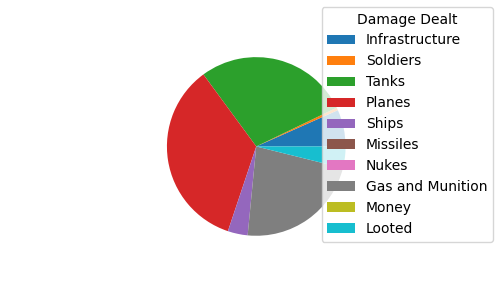 Damage Dealt
Infrastructure
Soldiers
Tanks
Planes
Ships
Missiles
Nukes
Gas and Munition
Money
Looted